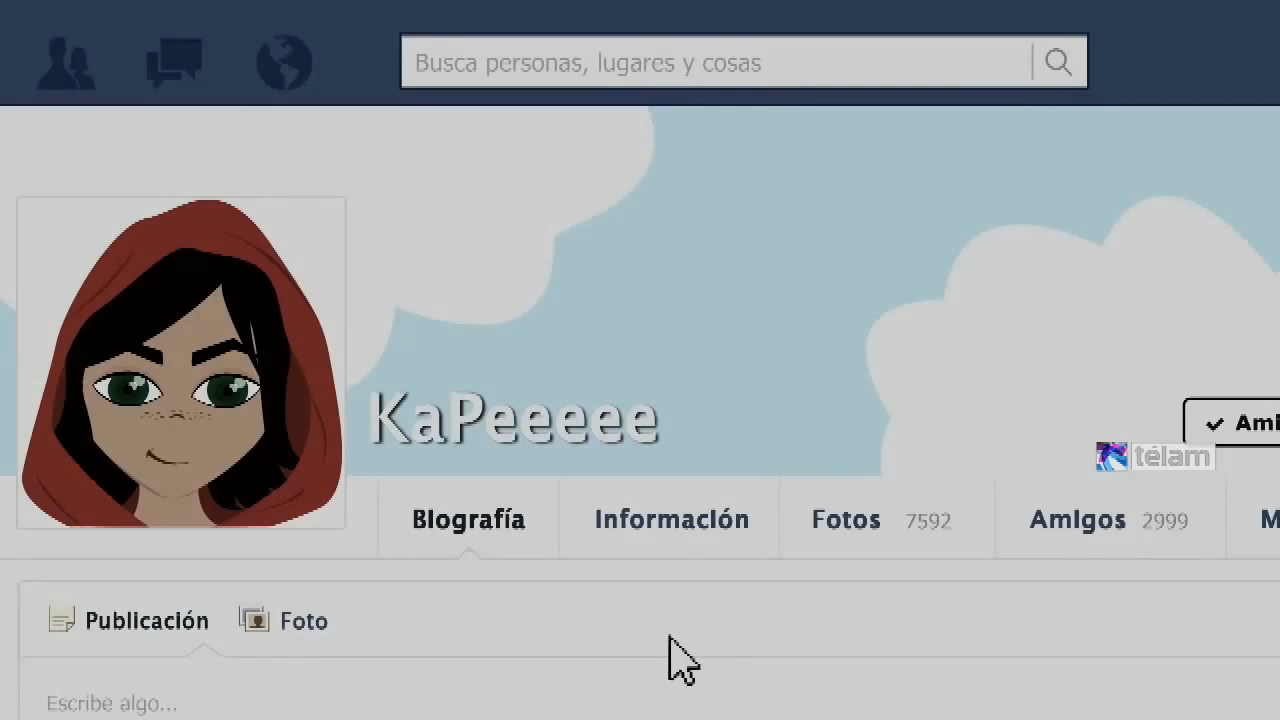 Busca personas, lugares y cosas
KaPeeeee
Ami
télam
Biografía
Información
Fotos 7592
Amigos 2999
M
Publicación
Foto
Escribe algo...